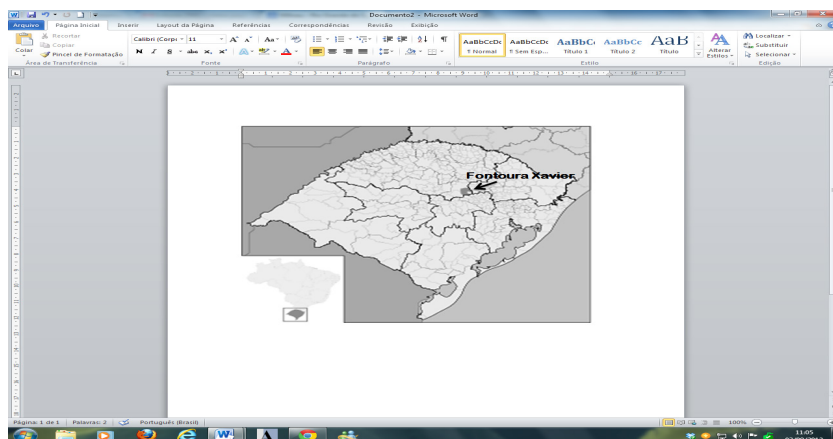 Documento2 - Microsoft Word
Arquivo Página Inicial Inserir Layout da Página Referências Correspondências Revisão Exibição
Recortar
Copiar
Pincel de Formatação
Colar
Área de Transferência
Calibri (Corpo 11
N I S abc x, x²
Fonte
Parágrafo
AaBbCcDc AaBbCcDc AaBbC AaBbCc AaB
¶ Normal ¶ Sem Esp... Título 1 Título 2 Título
Alterar
Estilos
Estilo
Localizar
Substituir
Selecionar
Edição
Fontoura Xavier
Página: 1 de 1 Palavras: 2 Português (Brasil) 100%
11:05